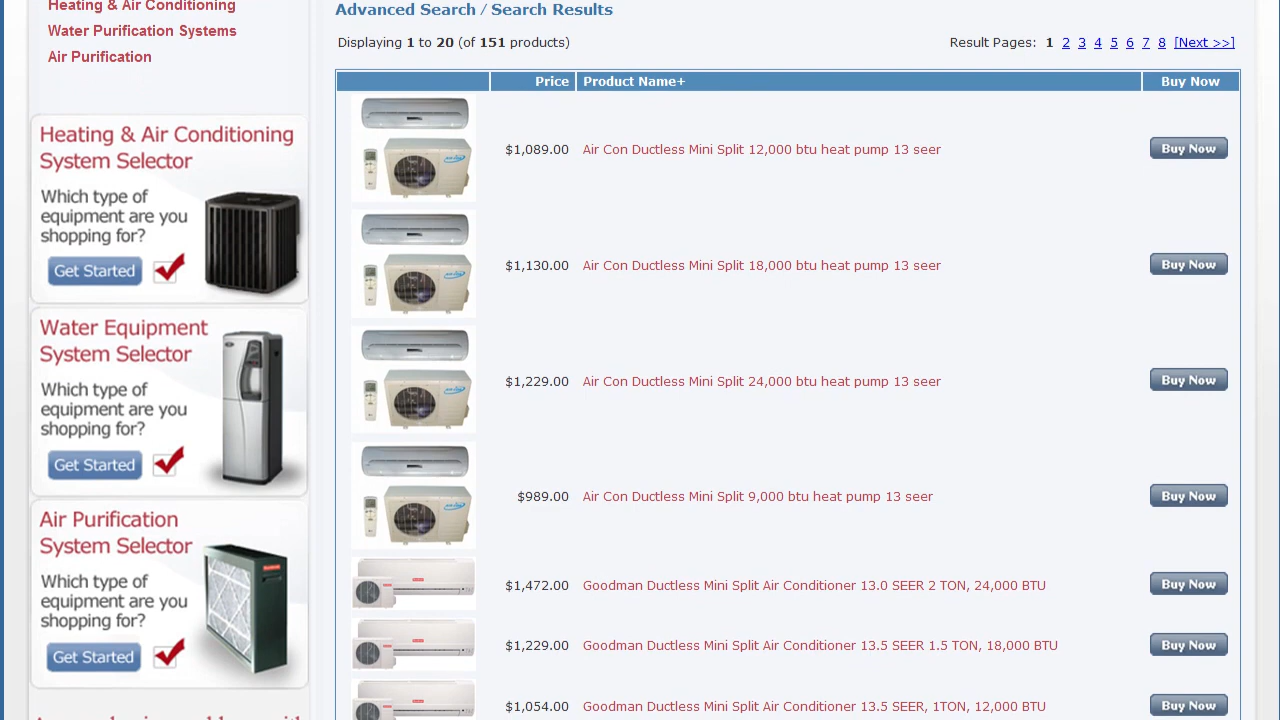 Heating & Air Conditioning
Water Purification Systems
Air Purification
Heating & Air Conditioning
System Selector
Which type of
equipment are you
shopping for?
Get Started
Water Equipment
System Selector
Which type of
equipment are you
shopping for?
Get Started
Air Purification
System Selector
Which type of
equipment are you
shopping for?
Get Started
Advanced Search / Search Results
Displaying 1 to 20 (of 151 products)
Result Pages: 1 2 3 4 5 6 7 8 [Next >>]
Price Product Name+ Buy Now
$1,089.00 Air Con Ductless Mini Split 12,000 btu heat pump 13 seer Buy Now
$1,130.00 Air Con Ductless Mini Split 18,000 btu heat pump 13 seer Buy Now
$1,229.00 Air Con Ductless Mini Split 24,000 btu heat pump 13 seer Buy Now
$989.00 Air Con Ductless Mini Split 9,000 btu heat pump 13 seer Buy Now
$1,472.00 Goodman Ductless Mini Split Air Conditioner 13.0 SEER 2 TON, 24,000 BTU Buy Now
$1,229.00 Goodman Ductless Mini Split Air Conditioner 13.5 SEER 1.5 TON, 18,000 BTU Buy Now
$1,054.00 Goodman Ductless Mini Split Air Conditioner 13.5 SEER, 1TON, 12,000 BTU Buy Now